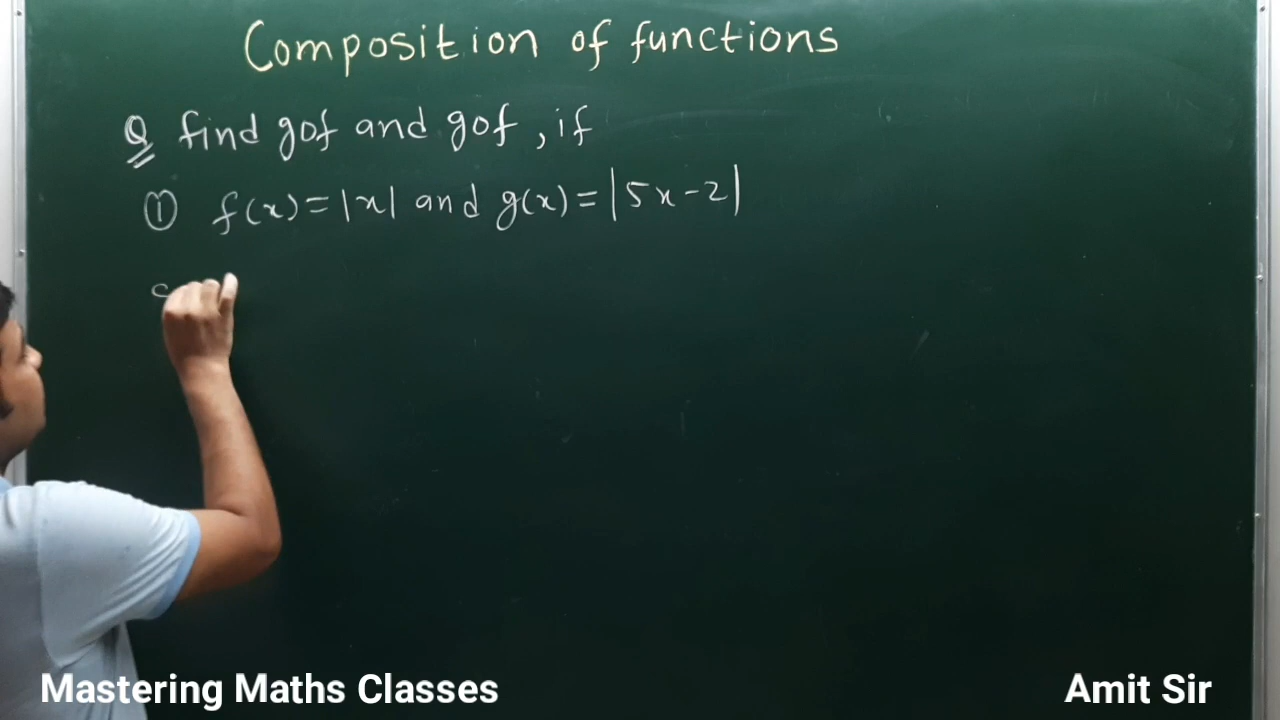 Composition of functions
Q find gof and gof, if
① f(x)=|x| and g(x)=|5x-2|
S
Mastering Maths Classes
Amit Sir